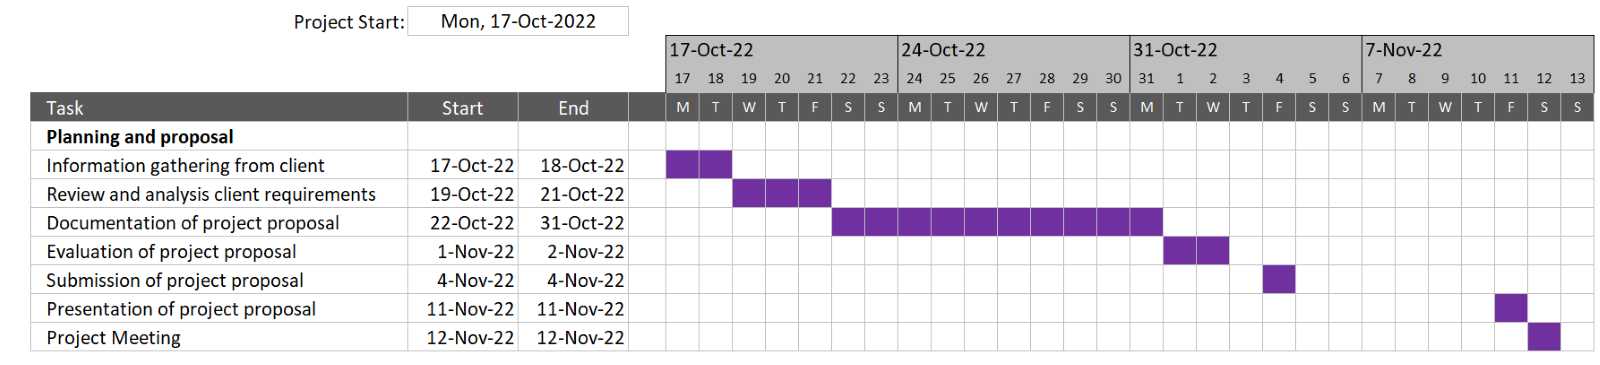 Project Start: Mon, 17-Oct-2022
17-Oct-22 24-Oct-22 31-Oct-22 7-Nov-22
17 18 19 20 21 22 23 24 25 26 27 28 29 30 31 1 2 3 4 5 6 7 8 9 10 11 12 13
Task Start End M T W T F S S M T W T F S S M T W T F S S M T W T F S S
Planning and proposal
Information gathering from client 17-Oct-22 18-Oct-22
Review and analysis client requirements 19-Oct-22 21-Oct-22
Documentation of project proposal 22-Oct-22 31-Oct-22
Evaluation of project proposal 1-Nov-22 2-Nov-22
Submission of project proposal 4-Nov-22 4-Nov-22
Presentation of project proposal 11-Nov-22 11-Nov-22
Project Meeting 12-Nov-22 12-Nov-22